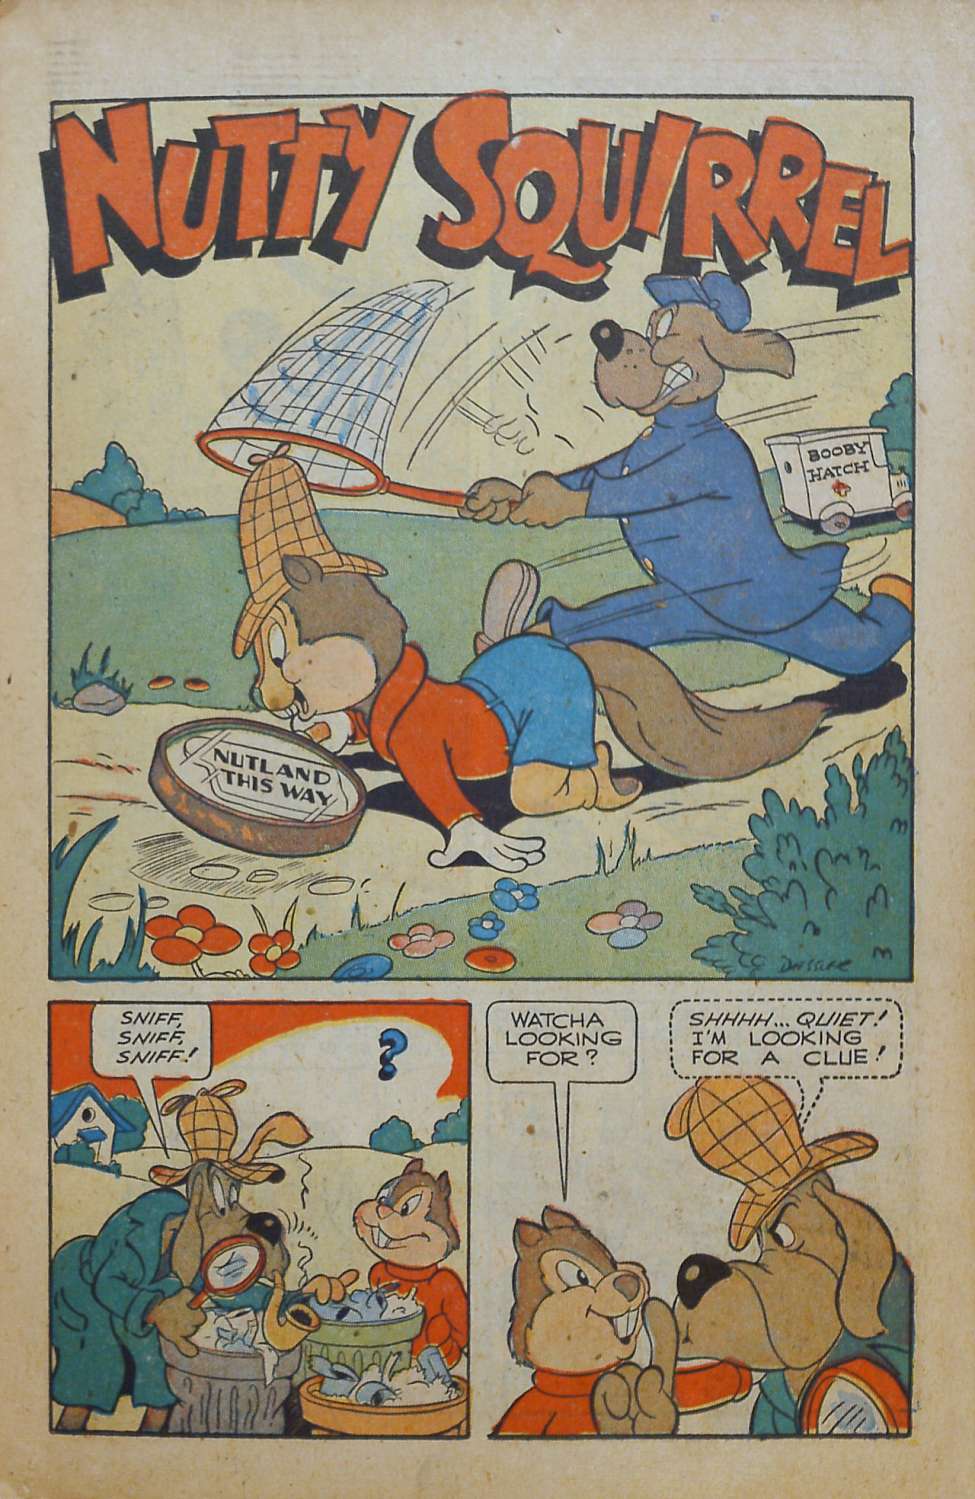 NUTTY SQUIRREL
BOOBY
HATCH
NUTLAND
THIS WAY
SNIFF,
SNIFF,
SNIFF!
?
WATCHA
LOOKING
FOR?
SHHHH... QUIET!
I'M LOOKING
FOR A CLUE!